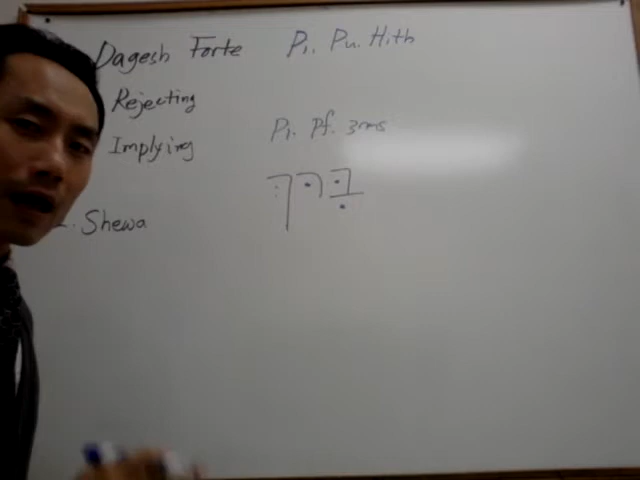 Dagesh Forte Pi. Pu. Hith
Rejecting
Implying
Pi. Pf. 3ms
בִּרּךְ
Shewa